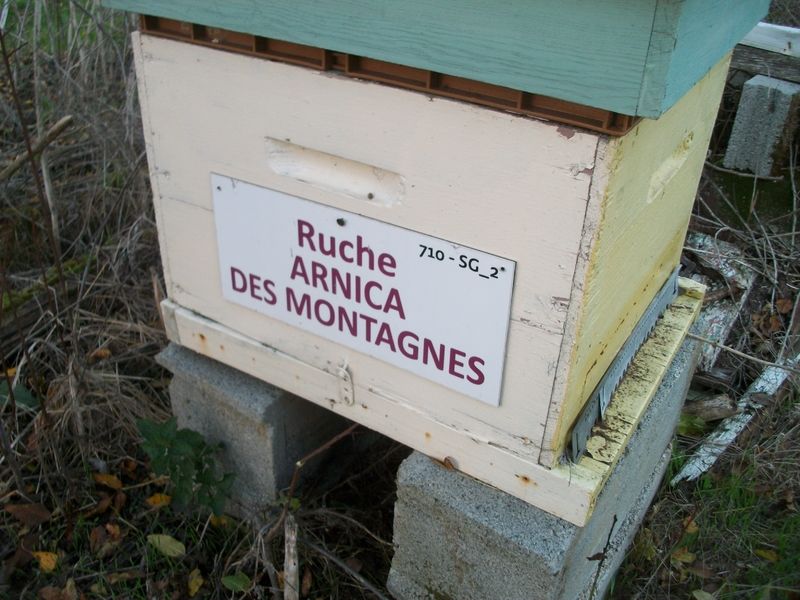 Ruche 710 - SG_2*
ARNICA
DES MONTAGNES